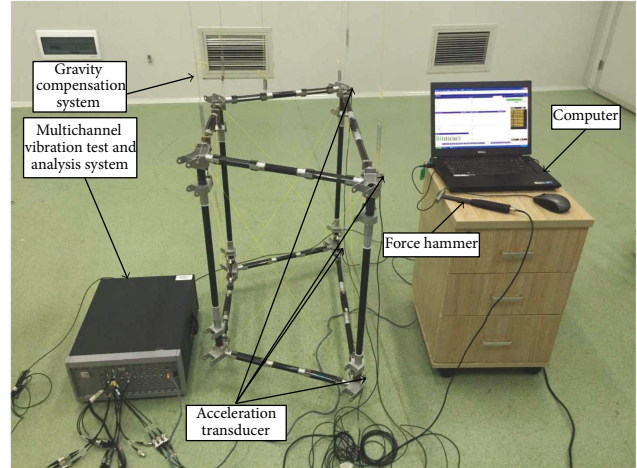 Gravity
compensation
system
Multichannel
vibration test and
analysis system
Computer
Force hammer
Acceleration
transducer